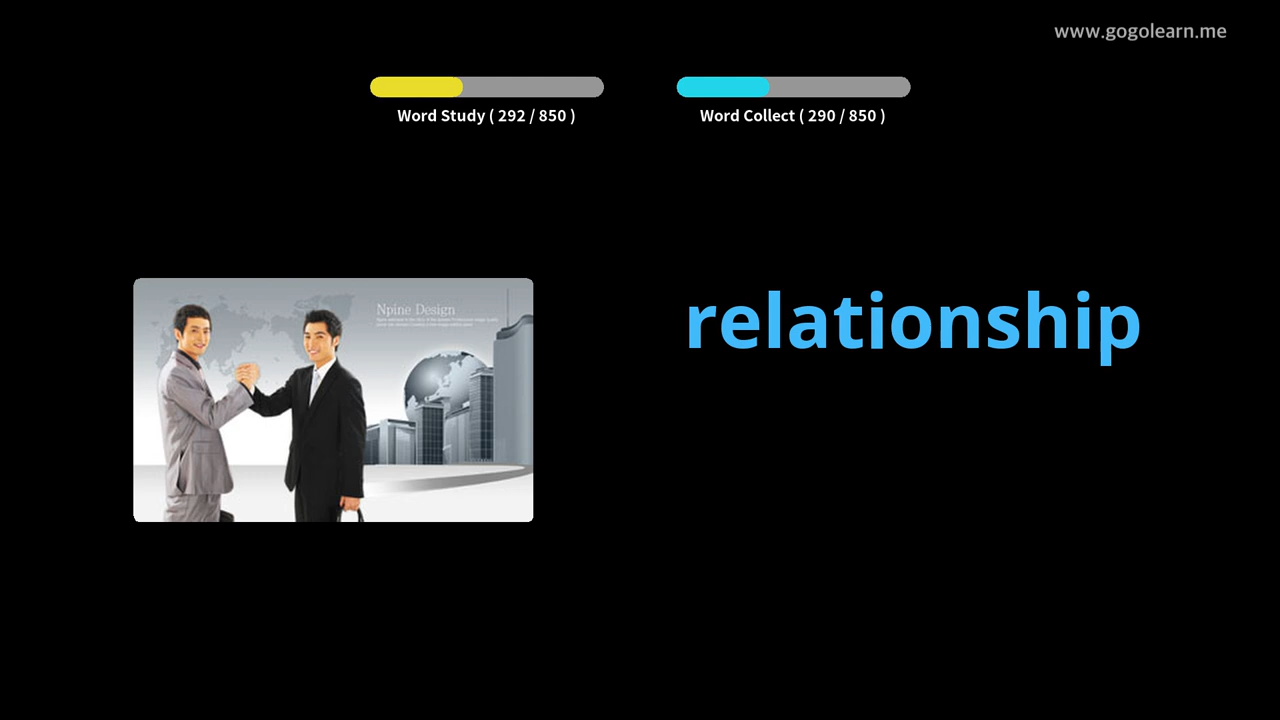 www.gogolearn.me
Word Study ( 292 / 850 )
Word Collect ( 290 / 850 )
Npine Design
relationship